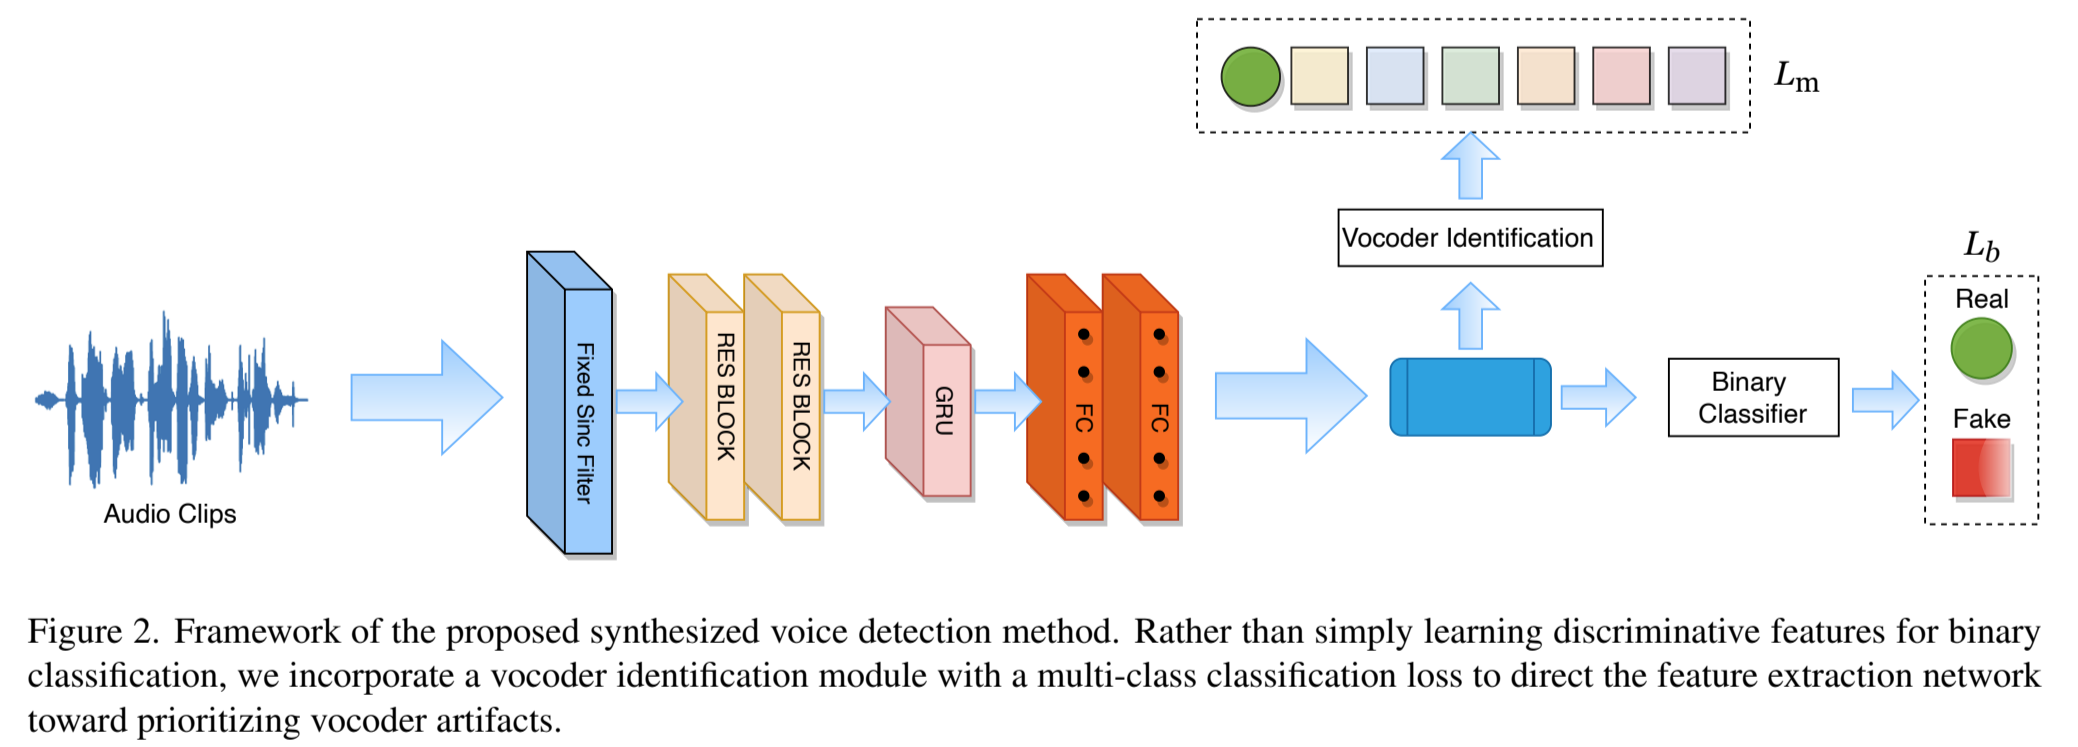 Lm
Vocoder Identification
Lb
Real
Fake
Binary
Classifier
Fixed Sinc Filter
RES BLOCK
RES BLOCK
GRU
FC
FC
Audio Clips
Figure 2. Framework of the proposed synthesized voice detection method. Rather than simply learning discriminative features for binary
classification, we incorporate a vocoder identification module with a multi-class classification loss to direct the feature extraction network
toward prioritizing vocoder artifacts.